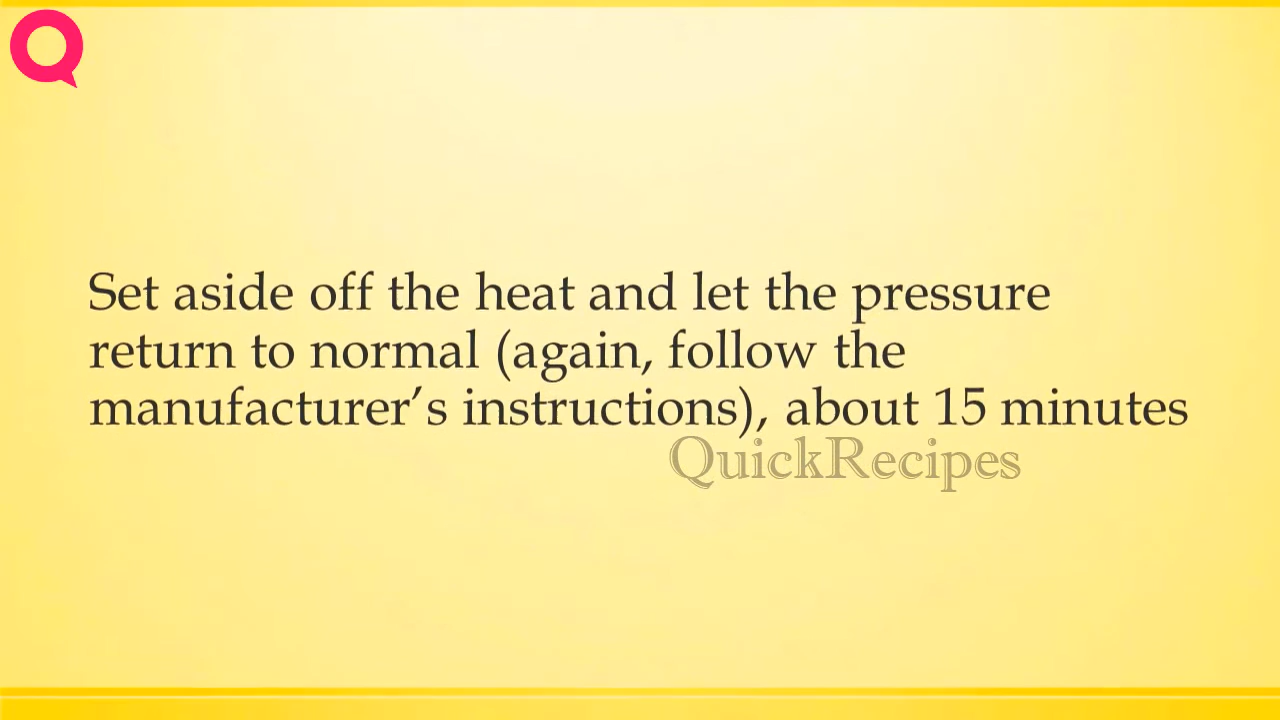 Set aside off the heat and let the pressure
return to normal (again, follow the
manufacturer’s instructions), about 15 minutes
QuickRecipes